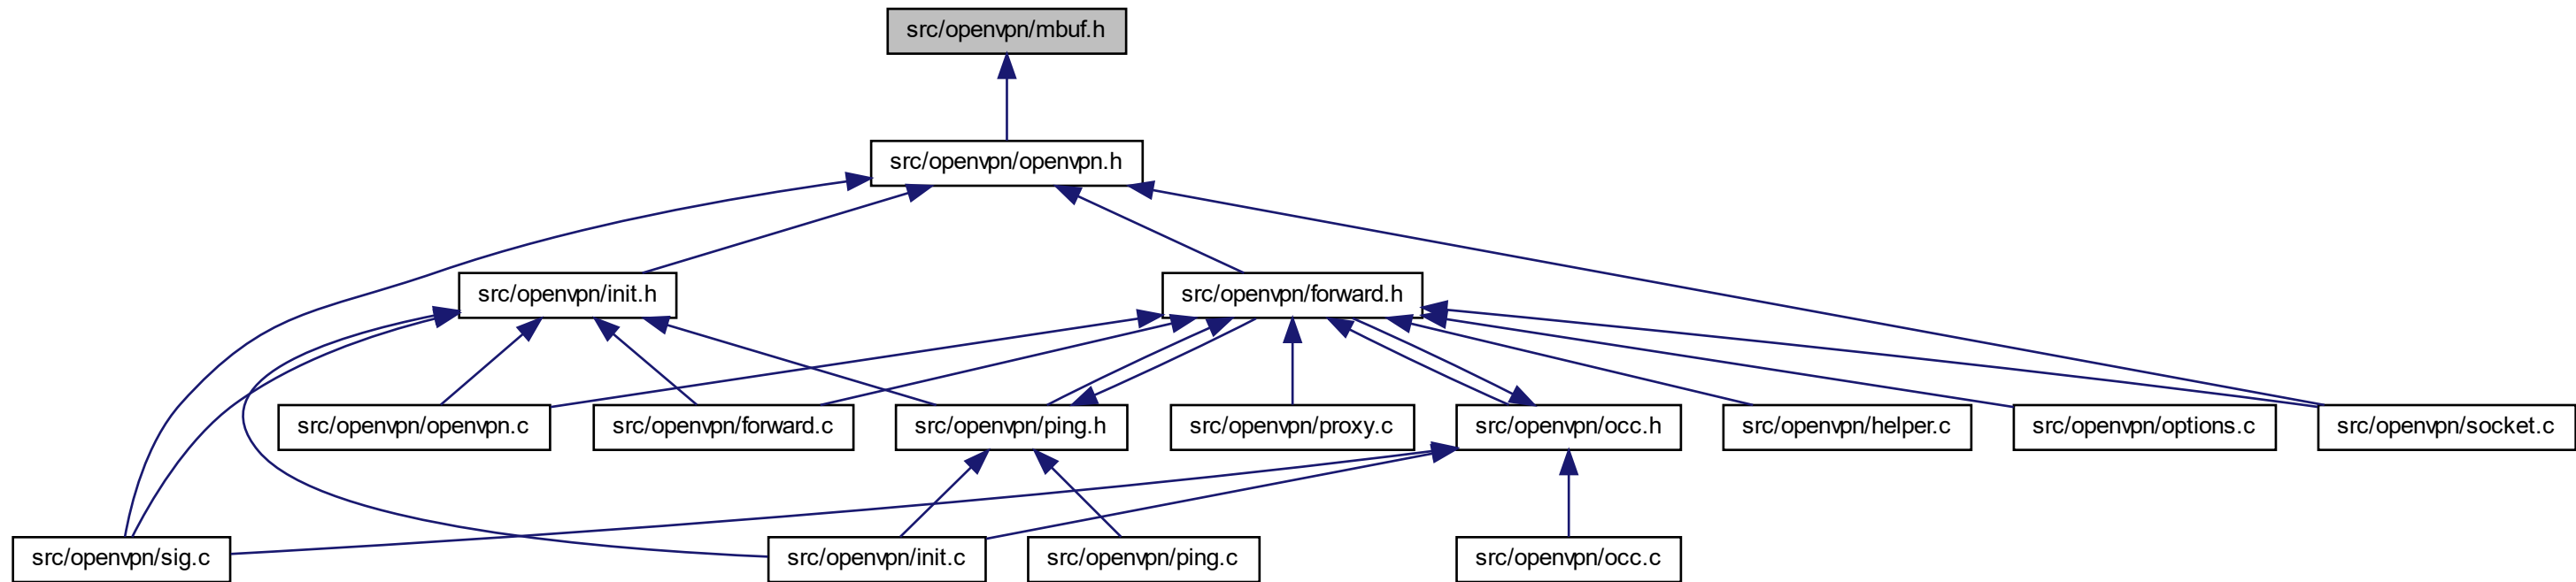 src/openvpn/mbuf.h
src/openvpn/openvpn.h
src/openvpn/init.h
src/openvpn/forward.h
src/openvpn/openvpn.c
src/openvpn/forward.c
src/openvpn/ping.h
src/openvpn/proxy.c
src/openvpn/occ.h
src/openvpn/helper.c
src/openvpn/options.c
src/openvpn/socket.c
src/openvpn/sig.c
src/openvpn/init.c
src/openvpn/ping.c
src/openvpn/occ.c